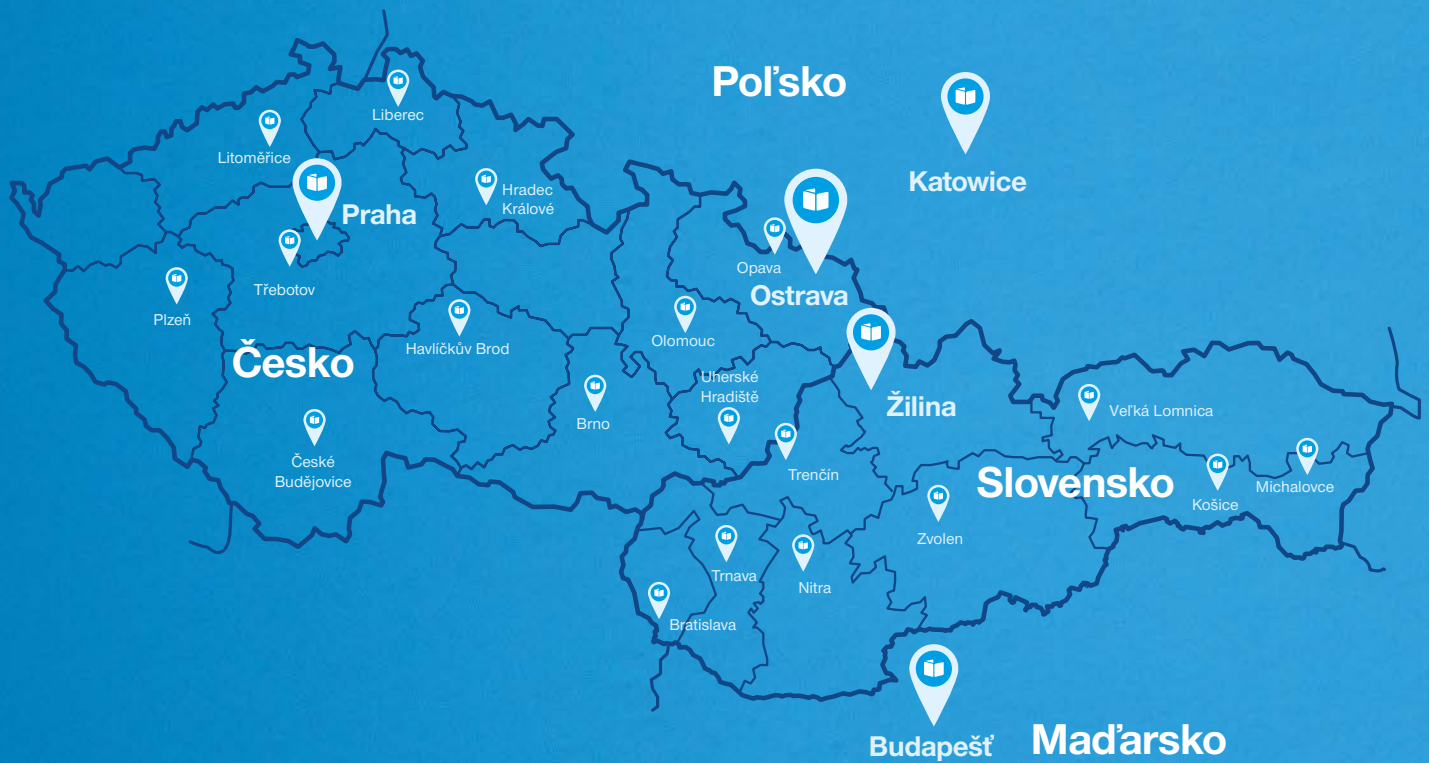 Poľsko
Liberec
Katowice
Litoměřice
Hradec
Králové
Praha
Opava
Třebotov
Ostrava
Plzeň
Olomouc
Havlíčkův Brod
Česko
Uherské
Hradiště
Žilina
Veľká Lomnica
Brno
České
Budějovice
Trenčín
Slovensko
Michalovce
Košice
Zvolen
Trnava
Nitra
Bratislava
Budapešť
Maďarsko